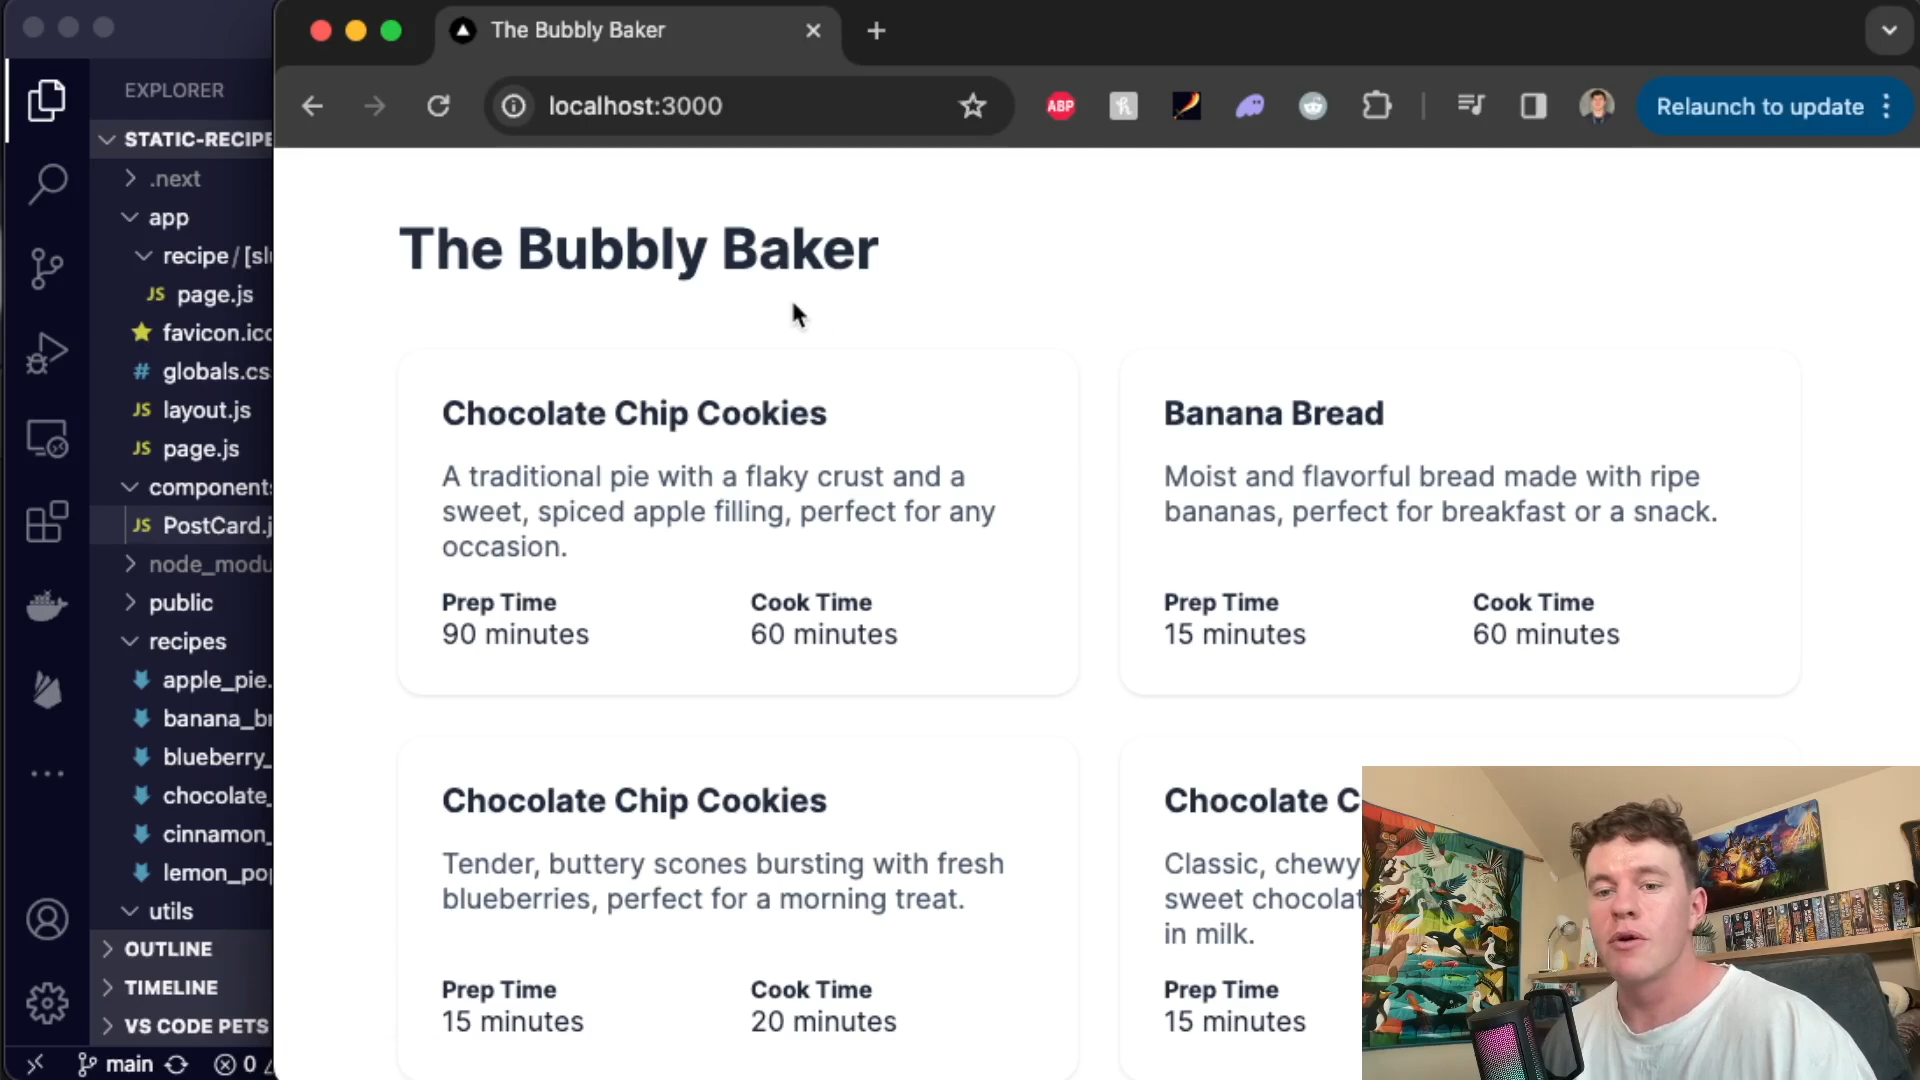 The Bubbly Baker
localhost:3000
ABP
Relaunch to update
EXPLORER
STATIC-RECIPE
.next
app
recipe/[sl
page.js
favicon.ico
globals.cs
layout.js
page.js
component
PostCard.j
node_modu
public
recipes
apple_pie.
banana_br
blueberry_
chocolate_
cinnamon_
lemon_pop
utils
OUTLINE
TIMELINE
VS CODE PETS
main
0
The Bubbly Baker
Chocolate Chip Cookies
A traditional pie with a flaky crust and a
sweet, spiced apple filling, perfect for any
occasion.
Prep Time
Cook Time
90 minutes
60 minutes
Banana Bread
Moist and flavorful bread made with ripe
bananas, perfect for breakfast or a snack.
Prep Time
Cook Time
15 minutes
60 minutes
Chocolate Chip Cookies
Tender, buttery scones bursting with fresh
blueberries, perfect for a morning treat.
Prep Time
Cook Time
15 minutes
20 minutes
Chocolate C
Classic, chewy
sweet chocolat
in milk.
Prep Time
15 minutes